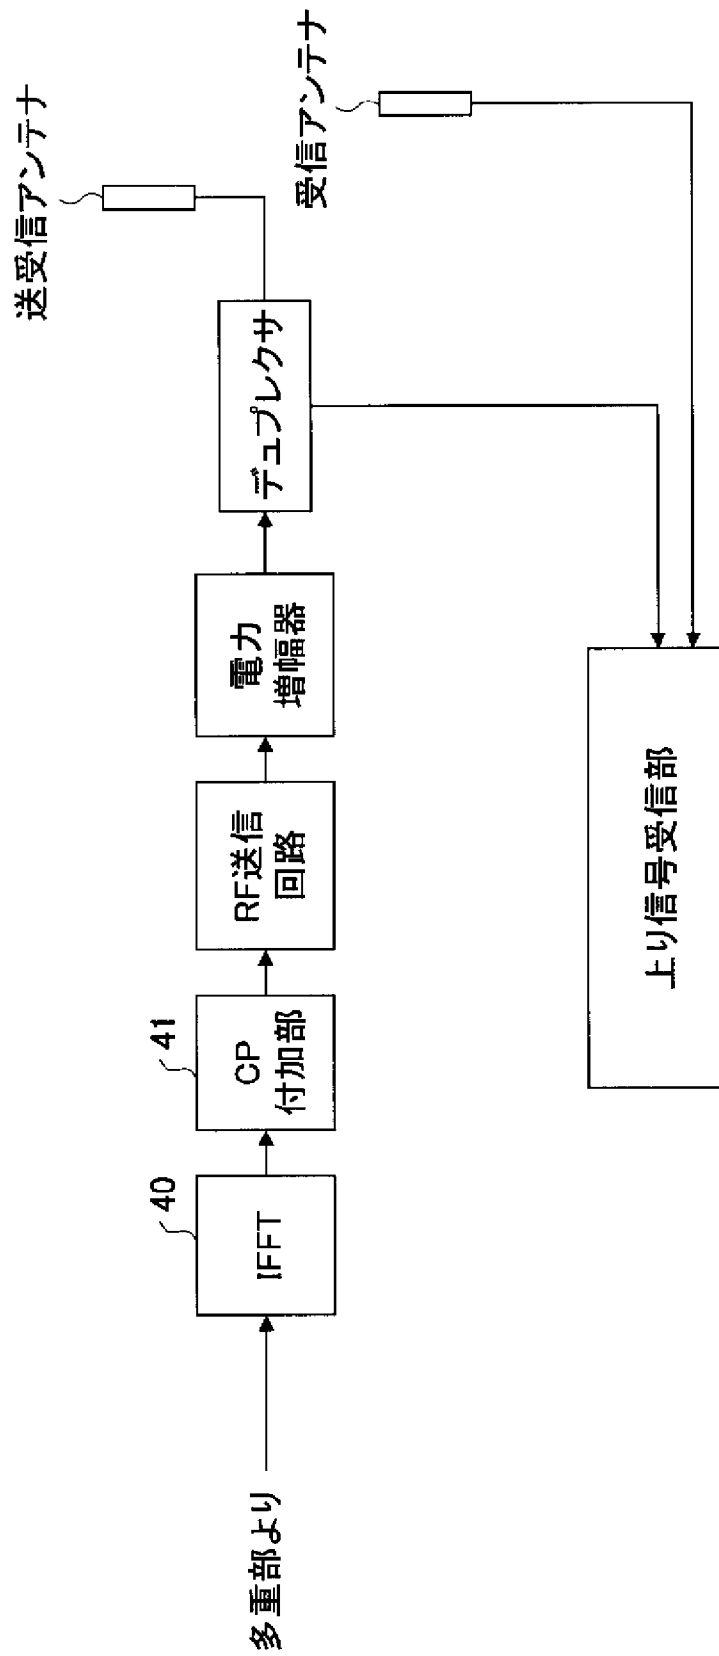 多重部より
40
IFFT
41
CP
付加部
RF送信
回路
電力
増幅器
デュプレクサ
送受信アンテナ
受信アンテナ
上り信号受信部